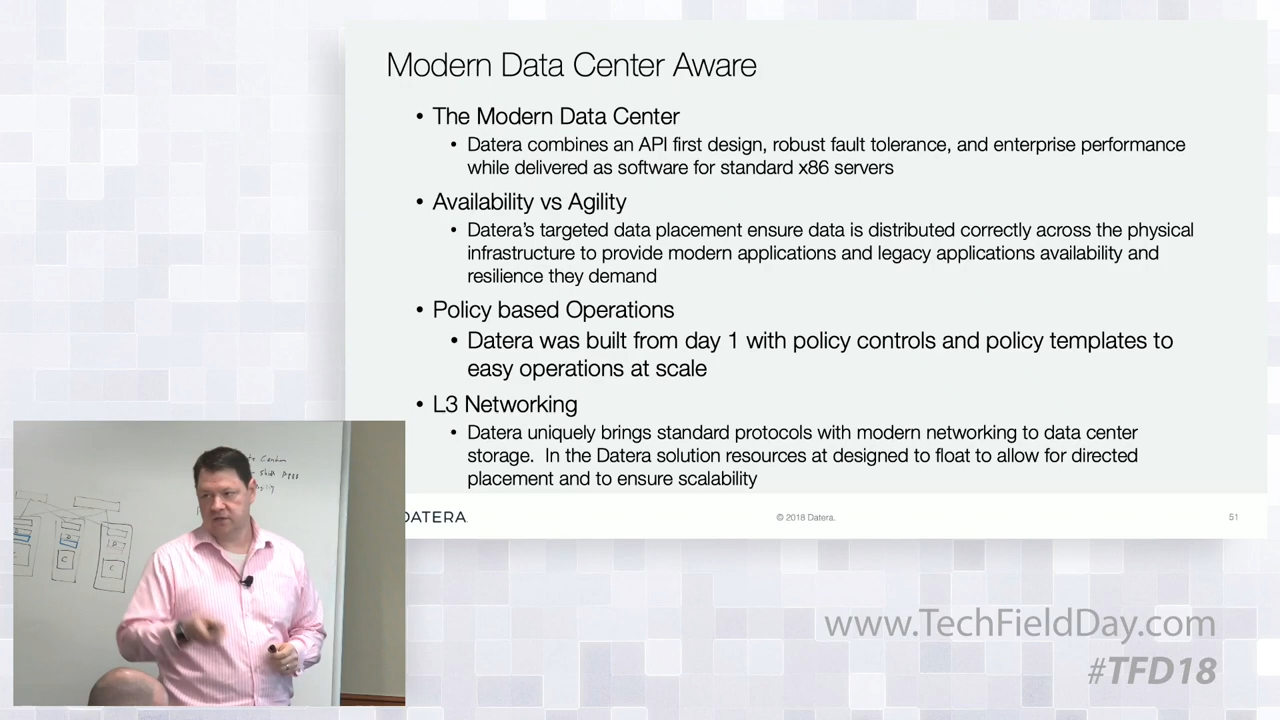 Modern Data Center Aware
• The Modern Data Center
• Datera combines an API first design, robust fault tolerance, and enterprise performance
while delivered as software for standard x86 servers
• Availability vs Agility
• Datera's targeted data placement ensure data is distributed correctly across the physical
infrastructure to provide modern applications and legacy applications availability and
resilience they demand
• Policy based Operations
• Datera was built from day 1 with policy controls and policy templates to
easy operations at scale
• L3 Networking
• Datera uniquely brings standard protocols with modern networking to data center
storage.  In the Datera solution resources at designed to float to allow for directed
placement and to ensure scalability
DATERA
© 2018 Datera.
51
D
D
C
C
www.TechFieldDay.com
#TFD18